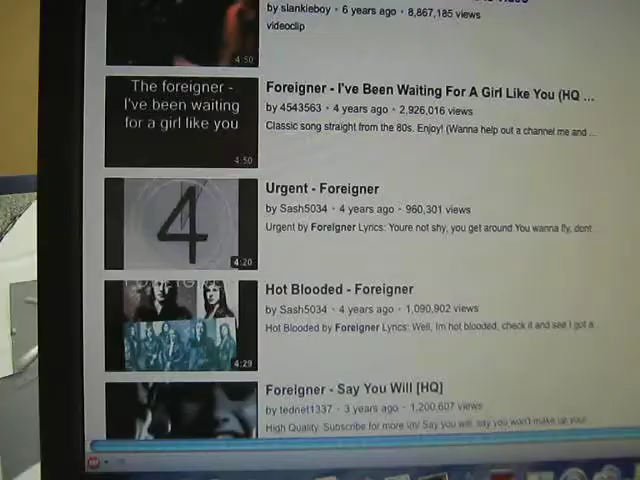 by slankieboy · 6 years ago · 8,867,185 views
videoclip
4:50
The foreigner -
I've been waiting
for a girl like you
4:50
Foreigner - I've Been Waiting For A Girl Like You (HQ ...
by 4543563 · 4 years ago · 2,926,016 views
Classic song straight from the 80s. Enjoy! (Wanna help out a channel me and ...
4
4:20
Urgent - Foreigner
by Sash5034 · 4 years ago · 960,301 views
Urgent by Foreigner Lyrics: Youre not shy, you get around You wanna fly, dont
FOREIGNER
4:29
Hot Blooded - Foreigner
by Sash5034 · 4 years ago · 1,090,902 views
Hot Blooded by Foreigner Lyrics: Well, Im hot blooded, check it and see I got a
Foreigner - Say You Will [HQ]
by tednet1337 · 3 years ago · 1,200,607 views
High Quality. Subscribe for more \m/ Say you will, say you won't make up your